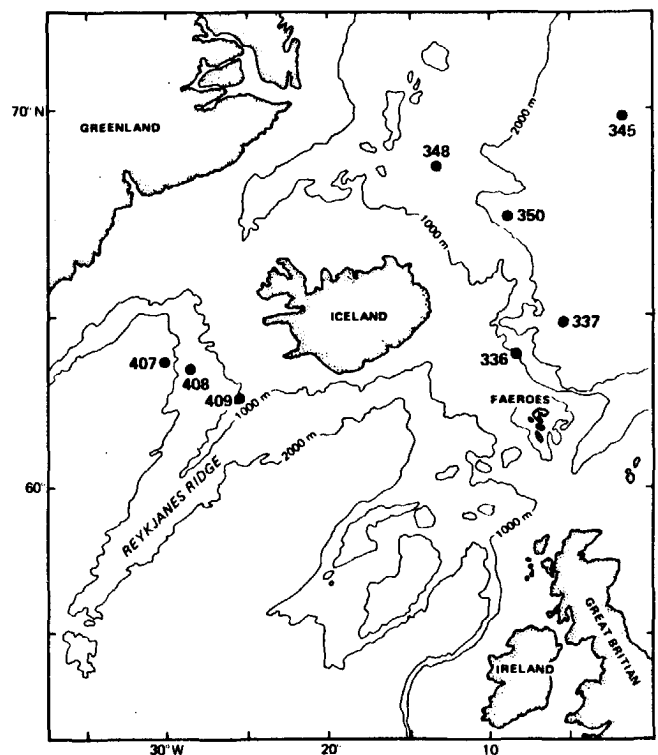 70° N
GREENLAND
2000 m
345
348
350
1000 m
ICELAND
337
336
407
408
409
1000 m
FAEROES
2000 m
60°
REYKJANES RIDGE
1000 m
GREAT BRITIAN
IRELAND
30° W
20°
10